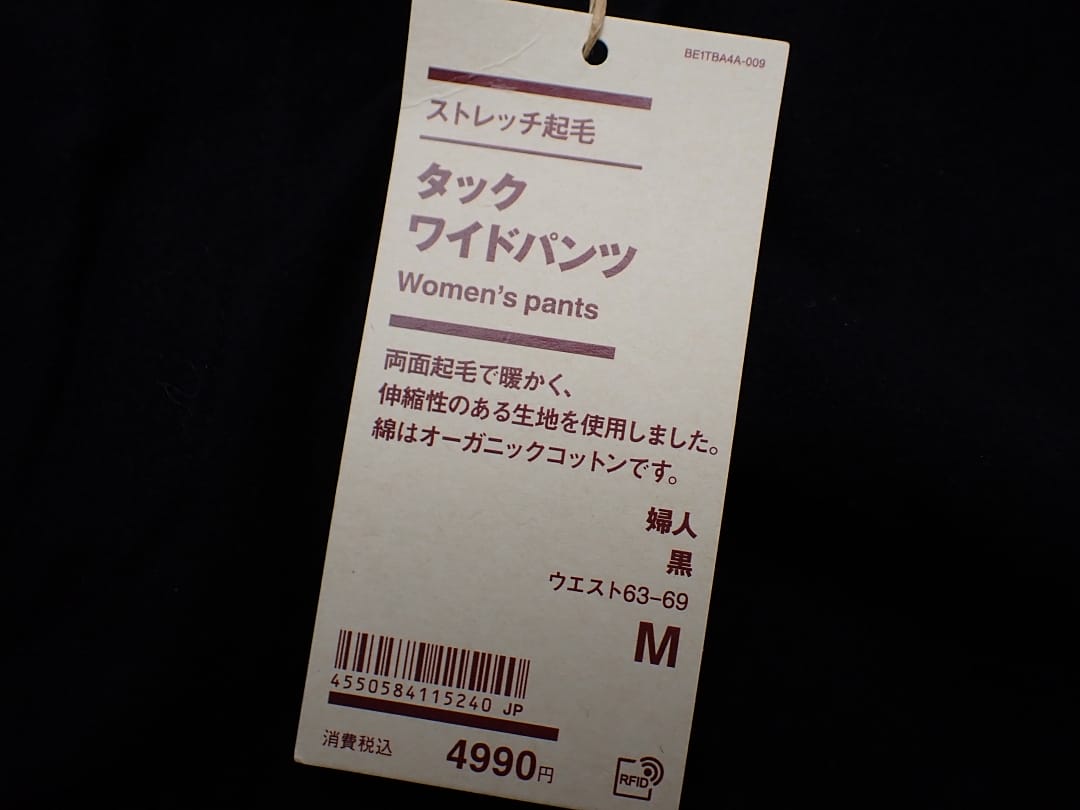 BE1TBA4A-009
ストレッチ起毛
タック
ワイドパンツ
Women's pants
両面起毛で暖かく、
伸縮性のある生地を使用しました。
綿はオーガニックコットンです。
婦人
黒
ウエスト63-69
M
4550584115240 JP
消費税込 4990円
RFID